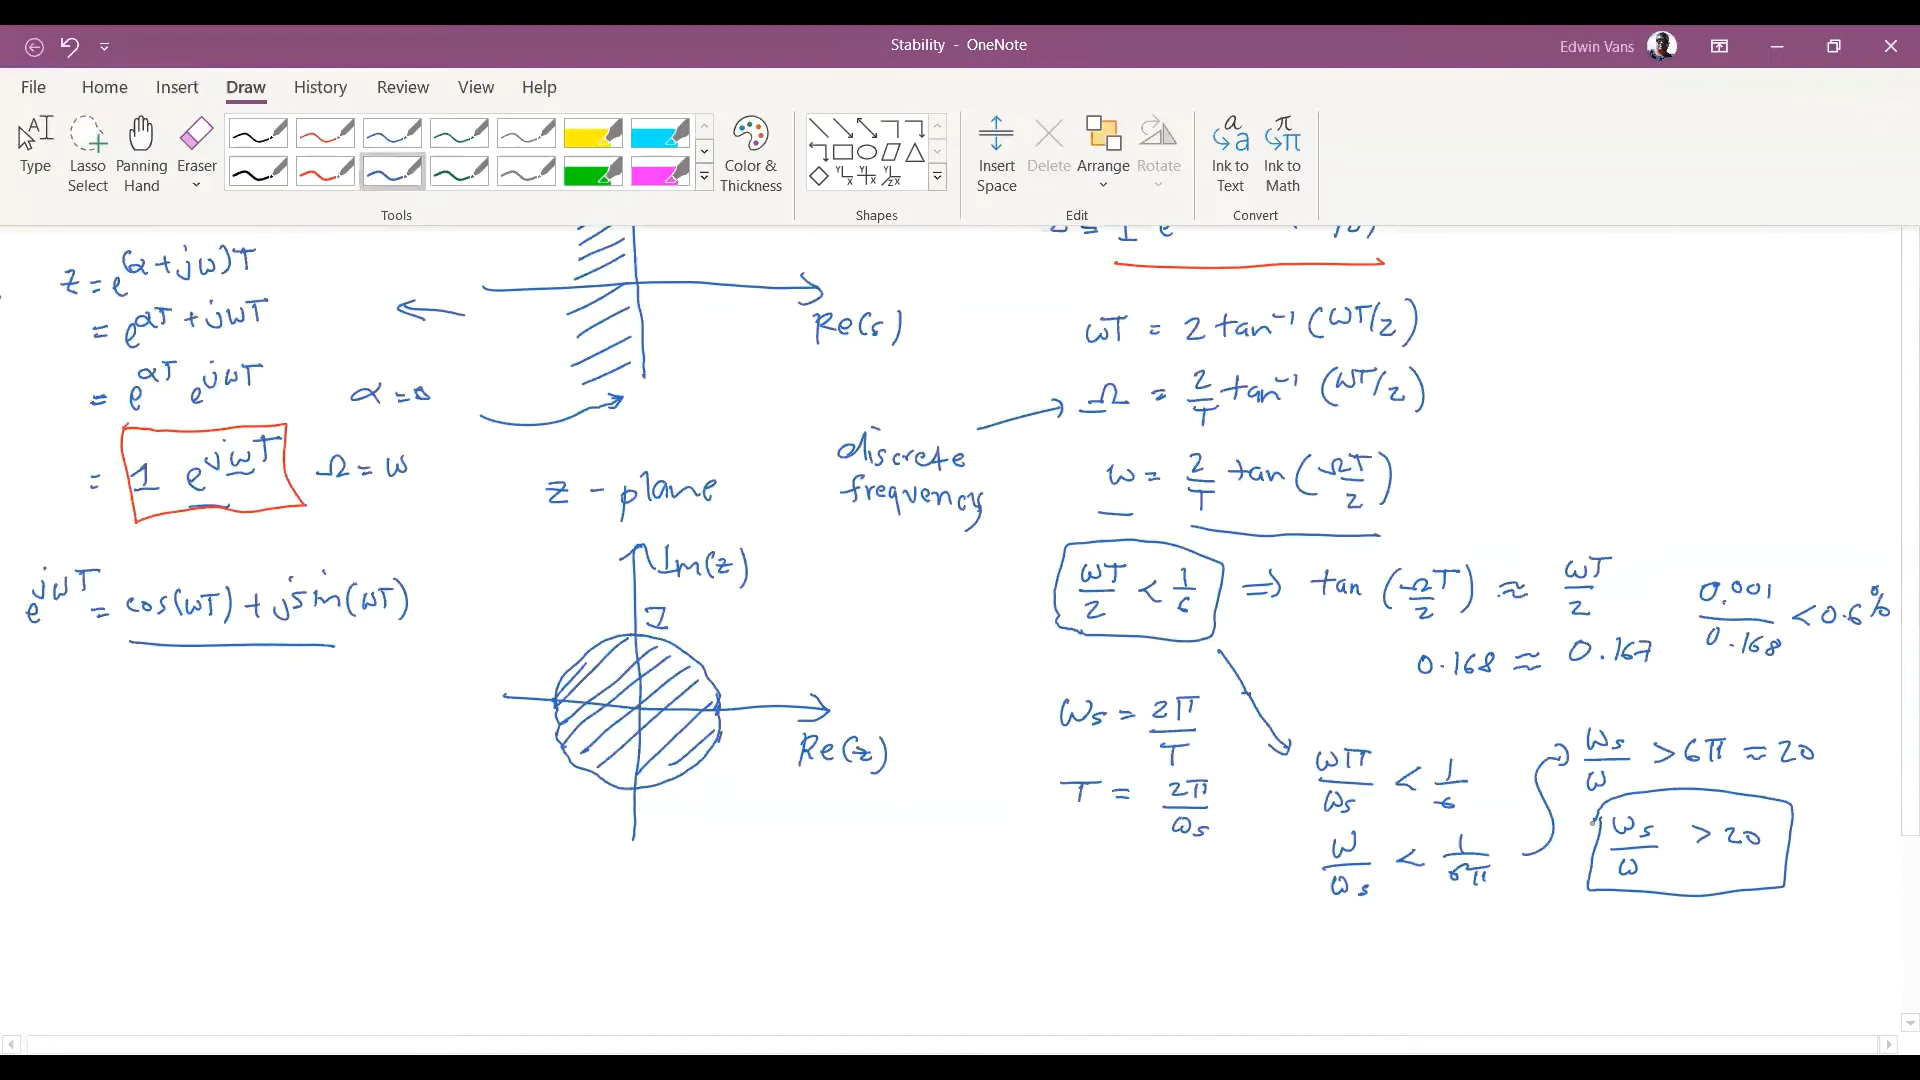 Stability - OneNote
Edwin Vans
File Home Insert Draw History Review View Help
Type
Lasso Select
Panning Hand
Eraser
Color & Thickness
Insert Space
Delete
Arrange
Rotate
Ink to Text
Ink to Math
Tools
Shapes
Edit
Convert
z = e^(α+jω)T
= e^αT + jωT
= e^αT e^jωT
α = 0
= 1 e^jωT
Ω = ω
e^jωT = cos(ωT) + j sin(ωT)
Re(s)
z - plane
Im(z)
1
Re(z)
discrete
frequency
ωT = 2 tan⁻¹(ωT/2)
Ω = 2/T tan⁻¹(ωT/2)
ω = 2/T tan(ΩT/2)
ωT/2 < 1/6 ⇒ tan(ΩT/2) ≈ ωT/2
0.001/0.168 < 0.6%
0.168 ≈ 0.167
ωs = 2π/T
T = 2π/ωs
ωπ/ωs < 1/6
ω/ωs < 1/6π
ωs/ω > 6π ≈ 20
ωs/ω > 20